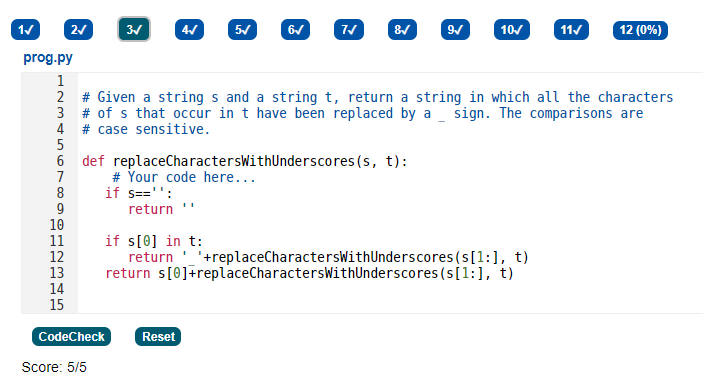 1✓ 2✓ 3✓ 4✓ 5✓ 6✓ 7✓ 8✓ 9✓ 10✓ 11✓ 12 (0%)
prog.py
1
2 # Given a string s and a string t, return a string in which all the characters
3 # of s that occur in t have been replaced by a _ sign. The comparisons are
4 # case sensitive.
5
6 def replaceCharactersWithUnderscores(s, t):
7     # Your code here...
8    if s=='':
9       return ''
10
11    if s[0] in t:
12       return '_'+replaceCharactersWithUnderscores(s[1:], t)
13    return s[0]+replaceCharactersWithUnderscores(s[1:], t)
14
15
CodeCheck Reset
Score: 5/5